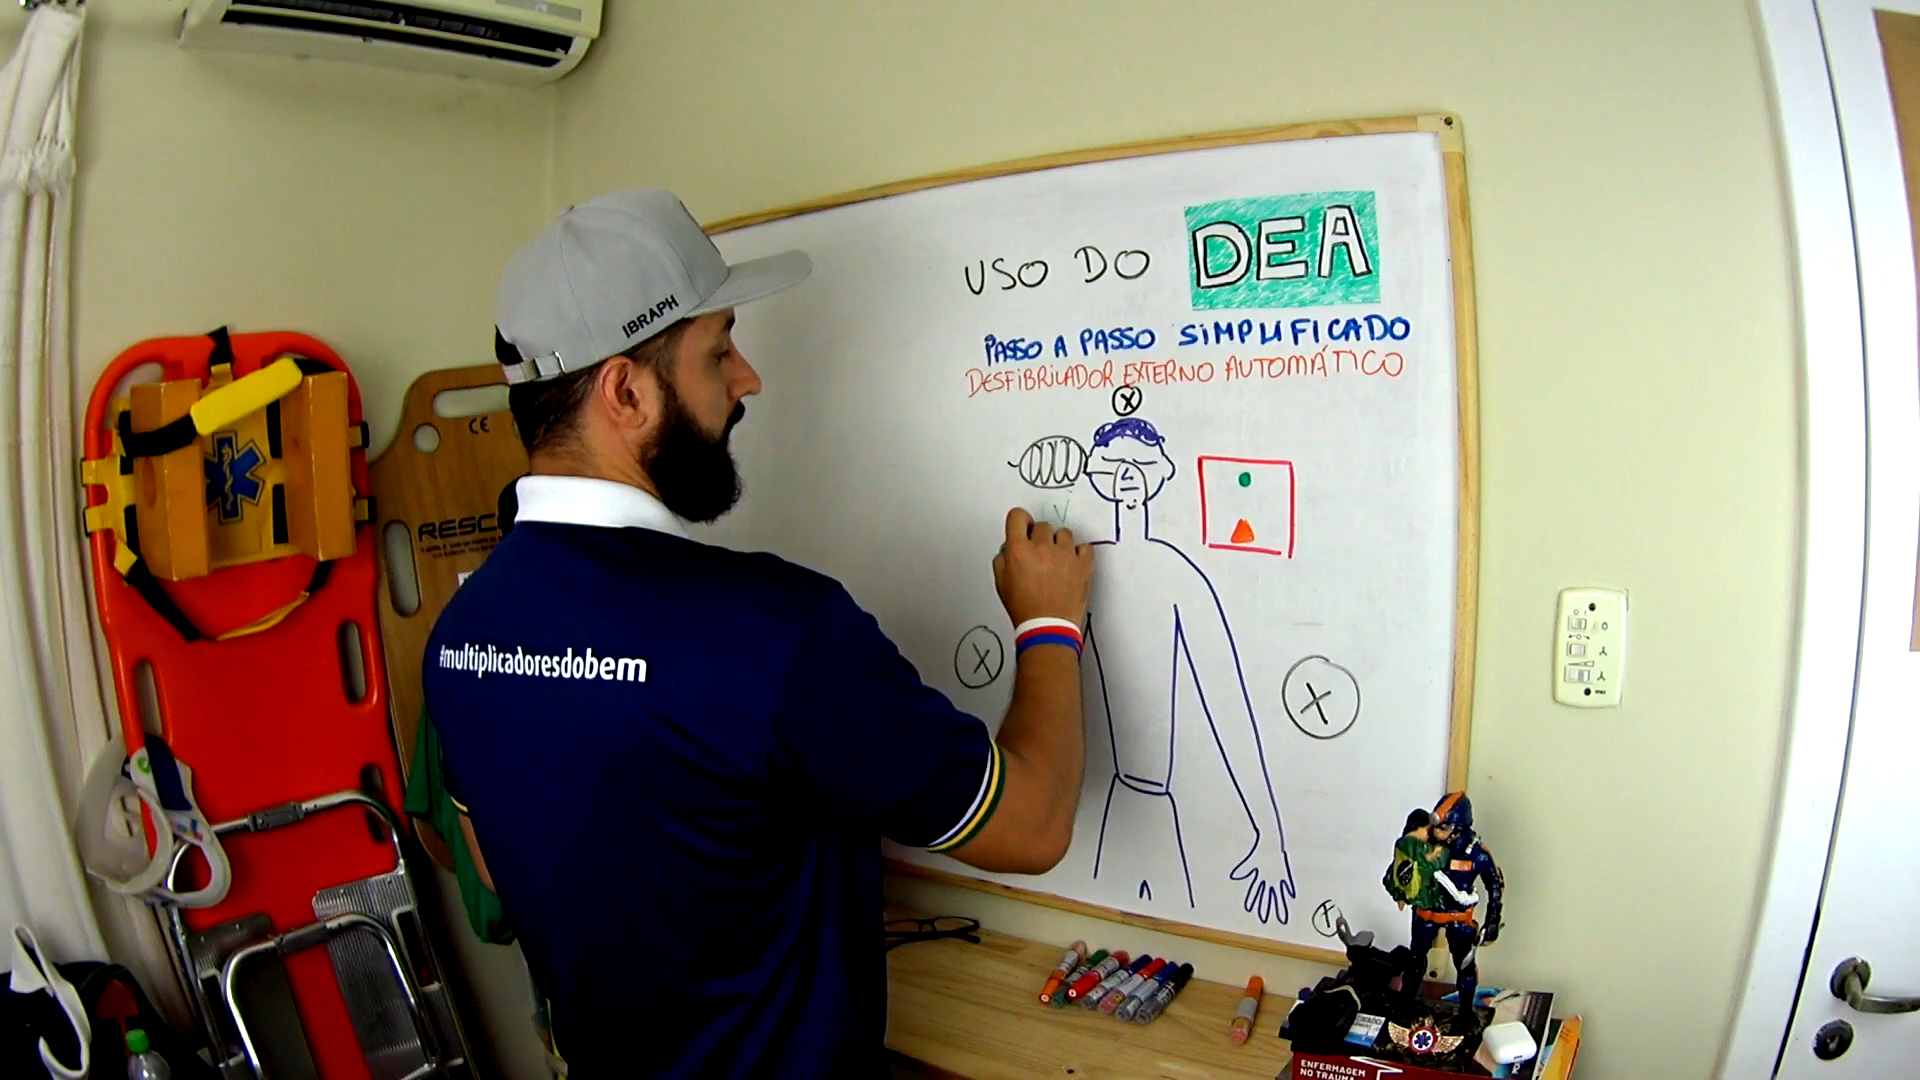 USO DO DEA
PASSO A PASSO SIMPLIFICADO
DESFIBRILADOR EXTERNO AUTOMÁTICO
X
V
X
X
IBRAPH
#multiplicadoresdobem
CE
RESC
ENFERMAGEM
NO TRAUMA